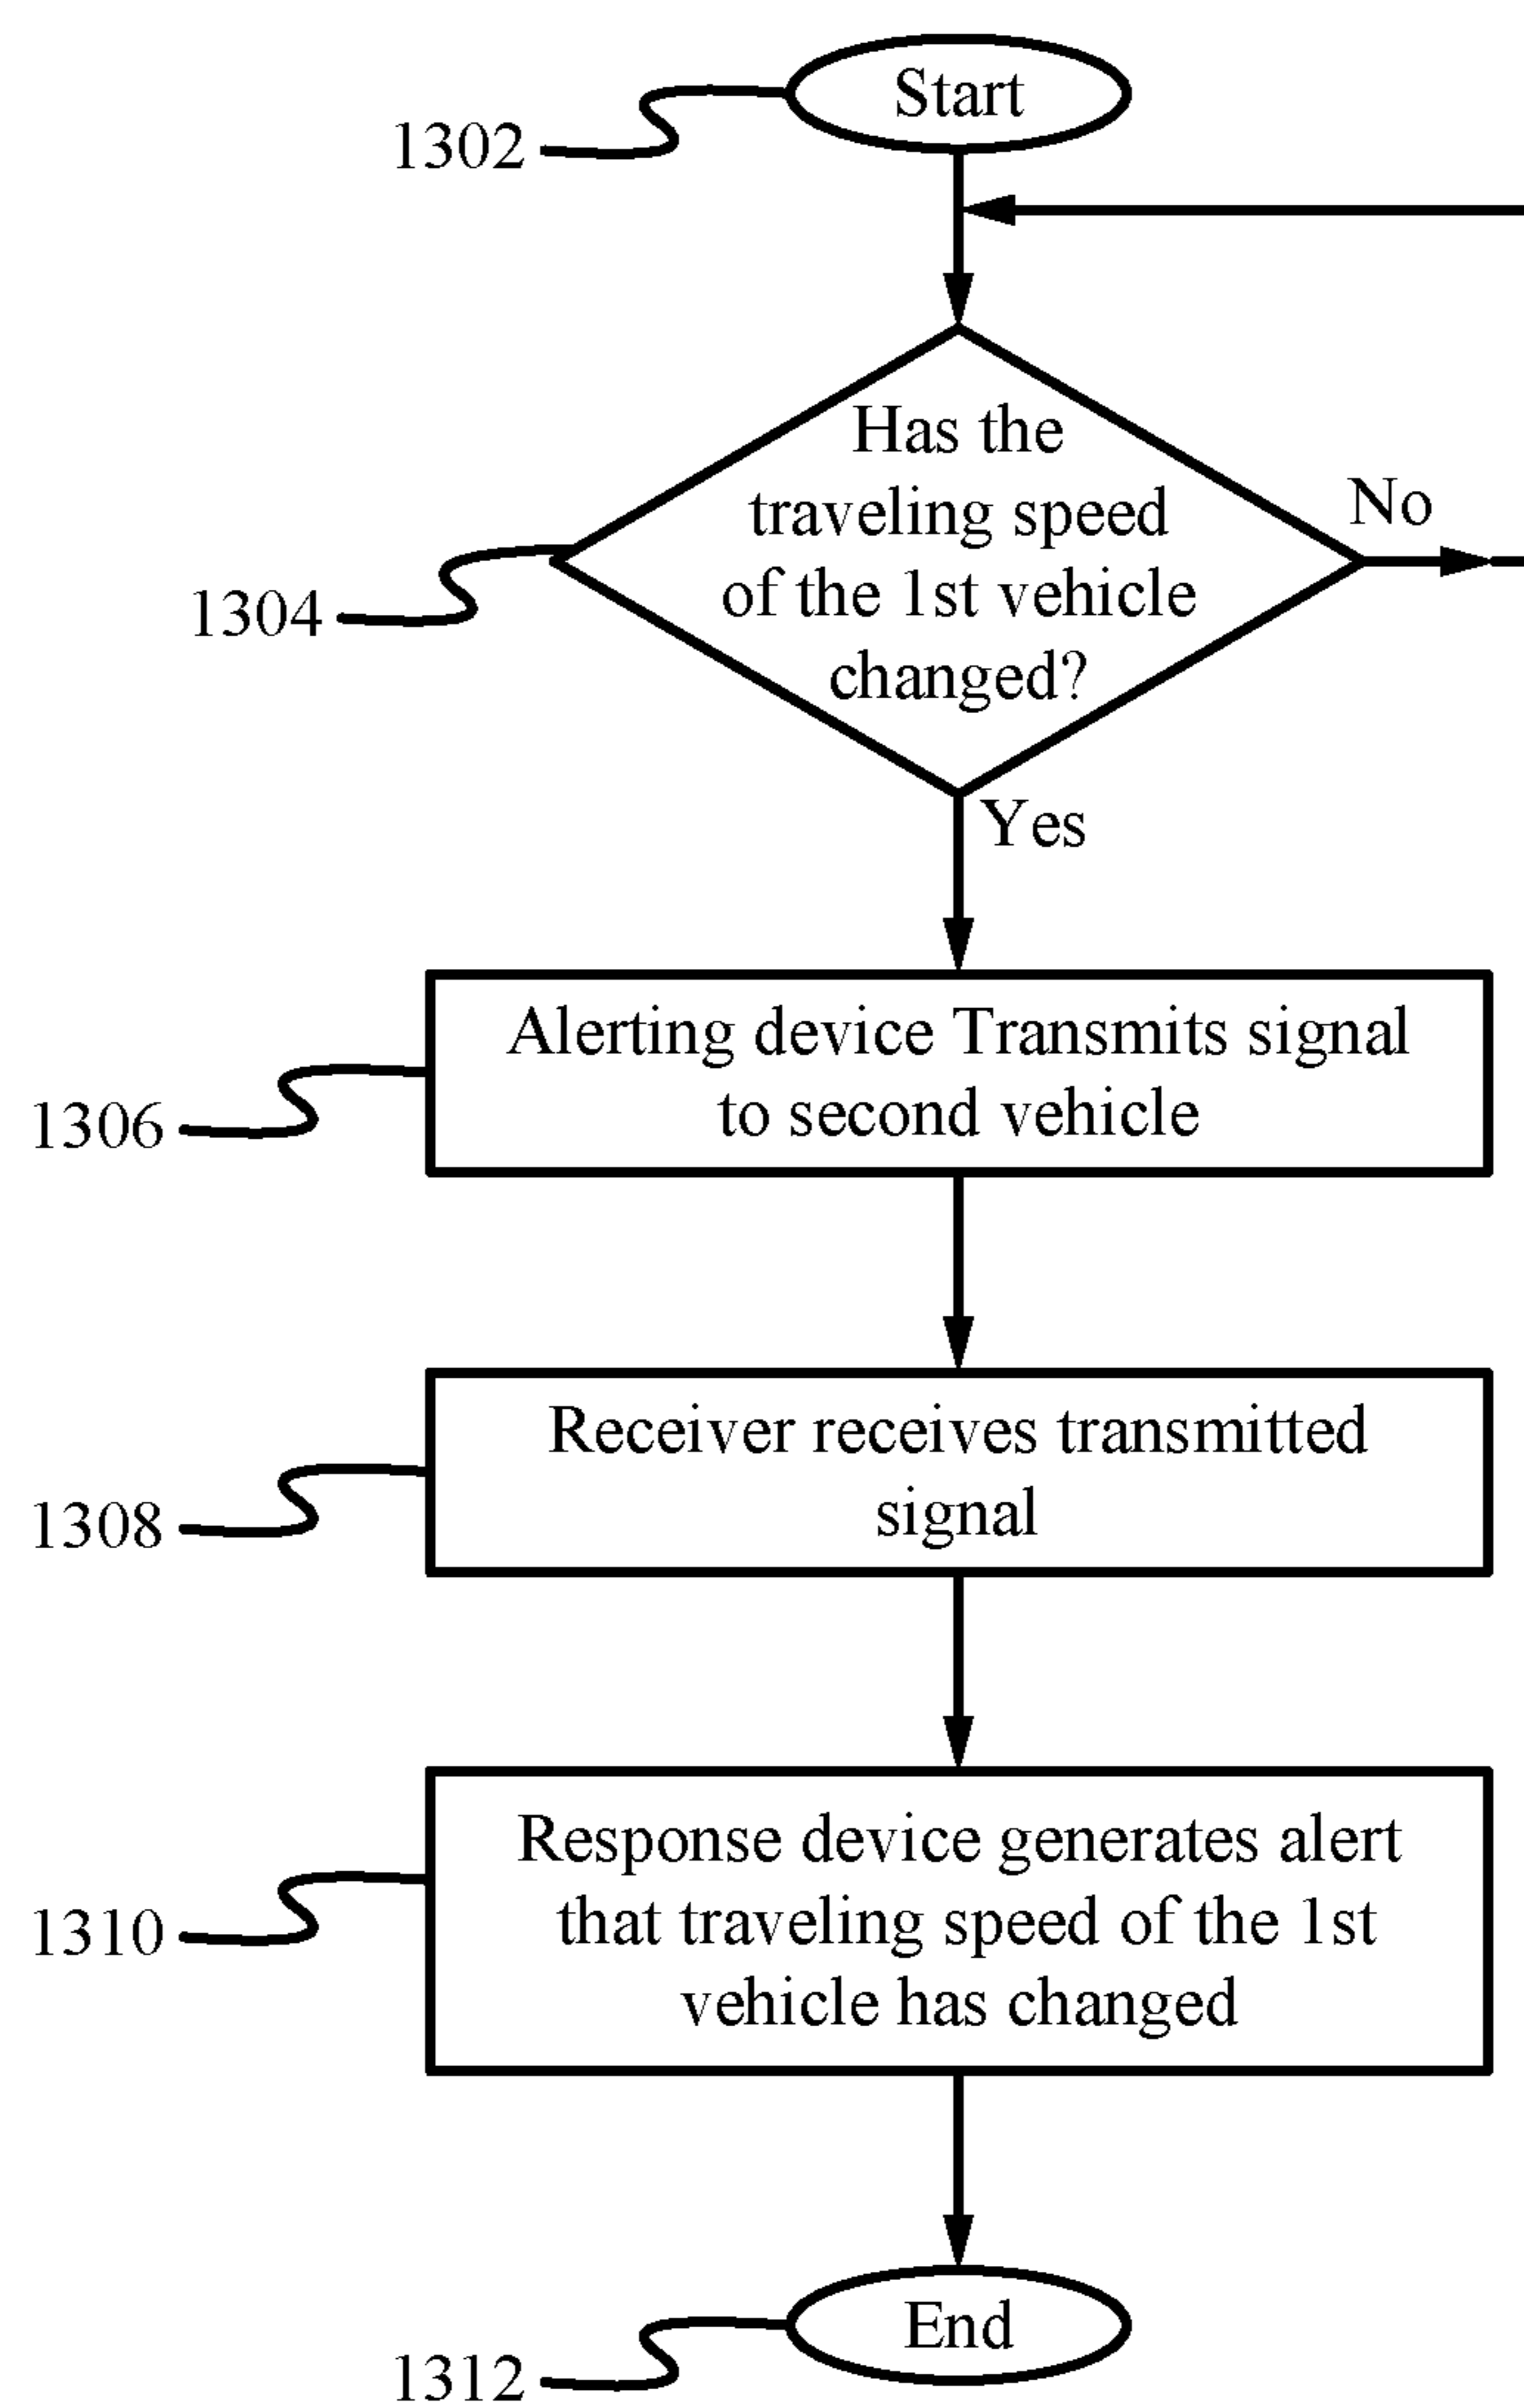 Start
1302
Has the
traveling speed
of the 1st vehicle
changed?
No
1304
Yes
Alerting device Transmits signal
to second vehicle
1306
Receiver receives transmitted
signal
1308
Response device generates alert
that traveling speed of the 1st
vehicle has changed
1310
End
1312